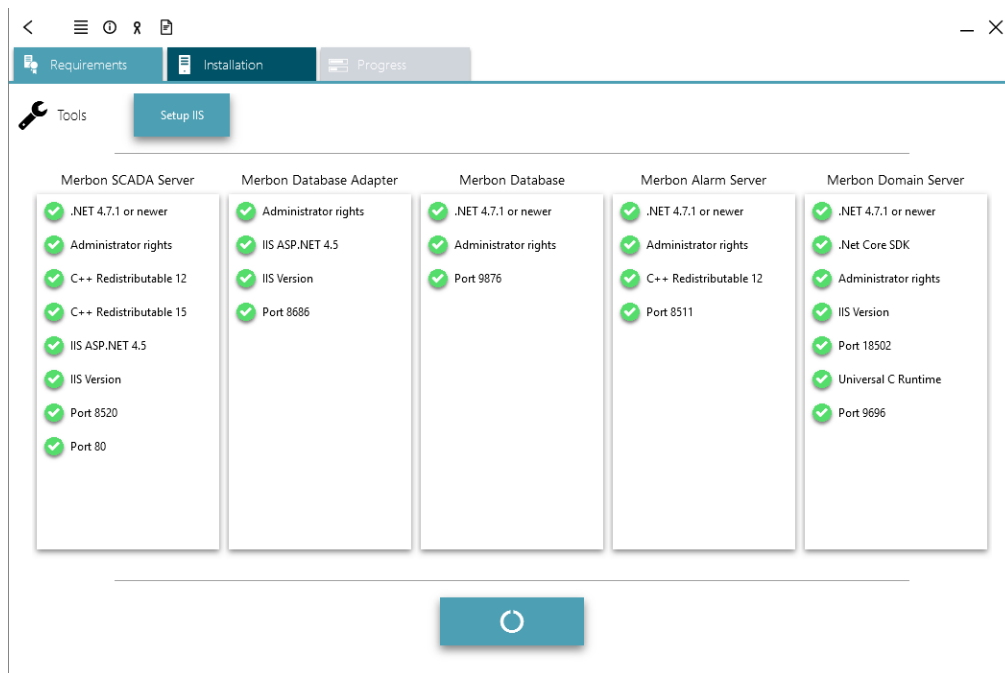 Requirements
Installation
Progress
Tools
Setup IIS
Merbon SCADA Server
.NET 4.7.1 or newer
Administrator rights
C++ Redistributable 12
C++ Redistributable 15
IIS ASP.NET 4.5
IIS Version
Port 8520
Port 80
Merbon Database Adapter
Administrator rights
IIS ASP.NET 4.5
IIS Version
Port 8686
Merbon Database
.NET 4.7.1 or newer
Administrator rights
Port 9876
Merbon Alarm Server
.NET 4.7.1 or newer
Administrator rights
C++ Redistributable 12
Port 8511
Merbon Domain Server
.NET 4.7.1 or newer
.Net Core SDK
Administrator rights
IIS Version
Port 18502
Universal C Runtime
Port 9696